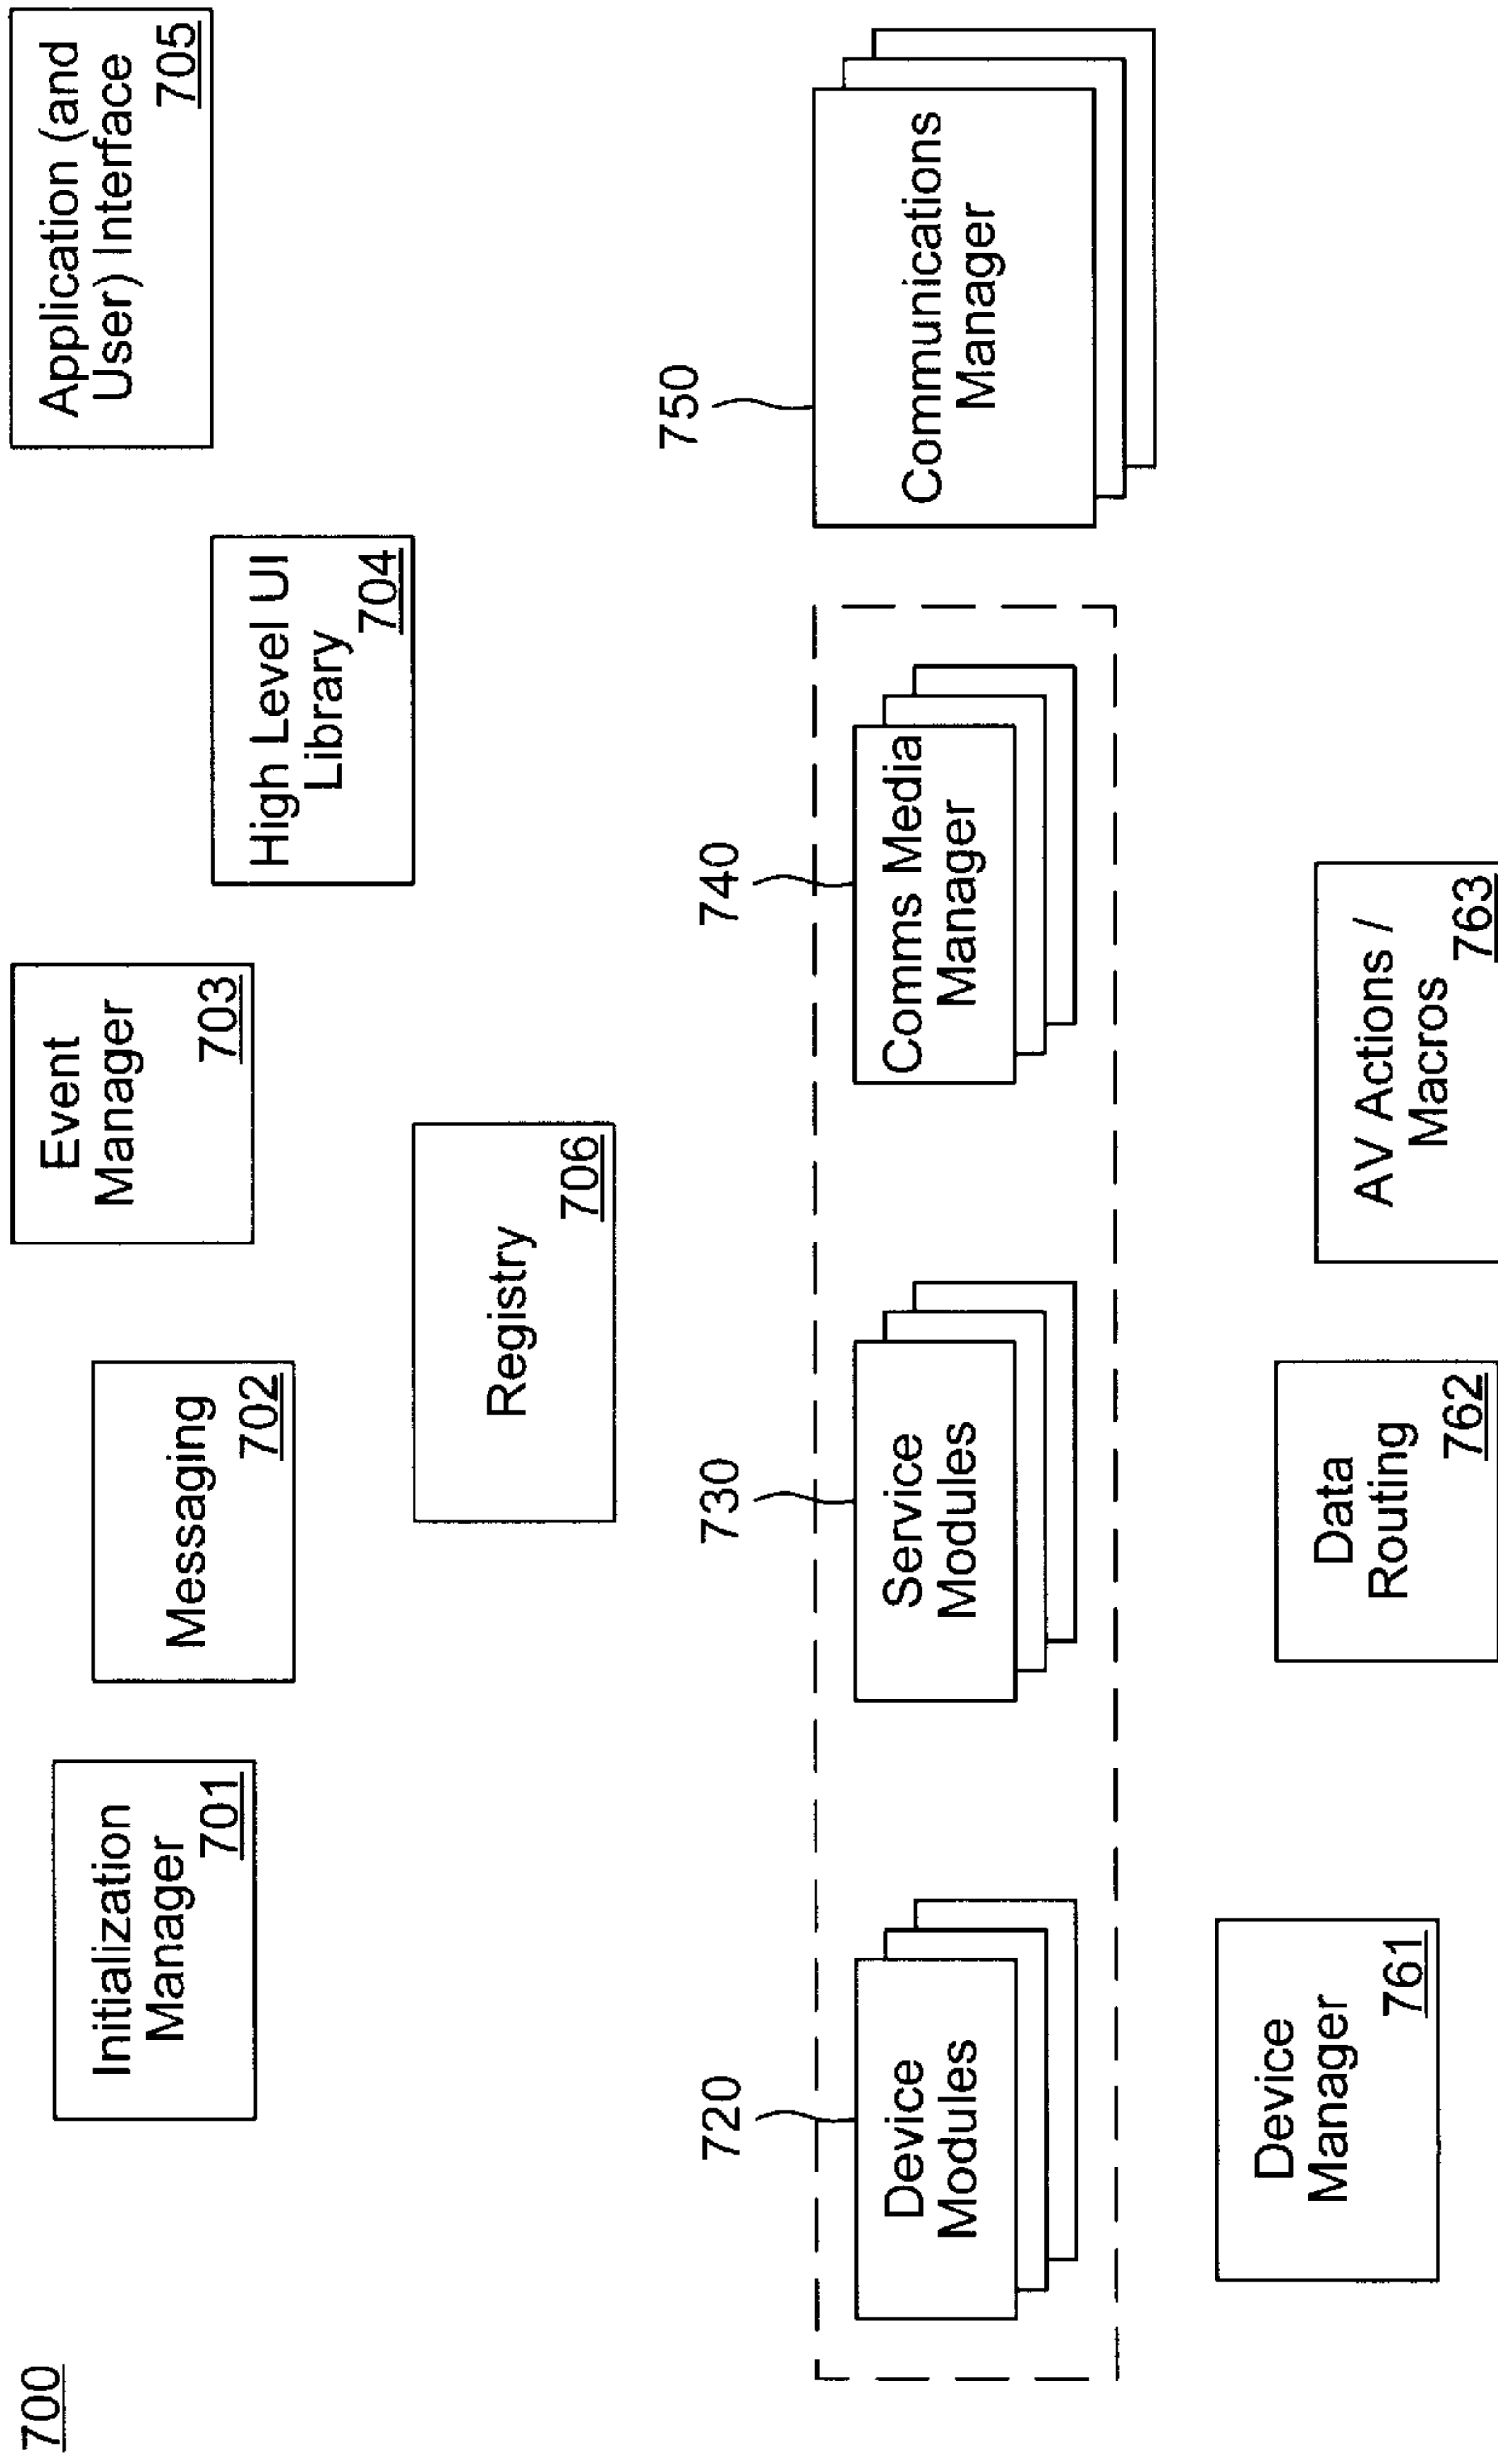 700
Initialization
Manager
701
Messaging
702
Event
Manager
703
High Level UI
Library
704
Application (and
User) Interface
705
Registry
706
720
Device
Modules
730
Service
Modules
740
Comms Media
Manager
750
Communications
Manager
Device
Manager
761
Data
Routing
762
AV Actions /
Macros
763